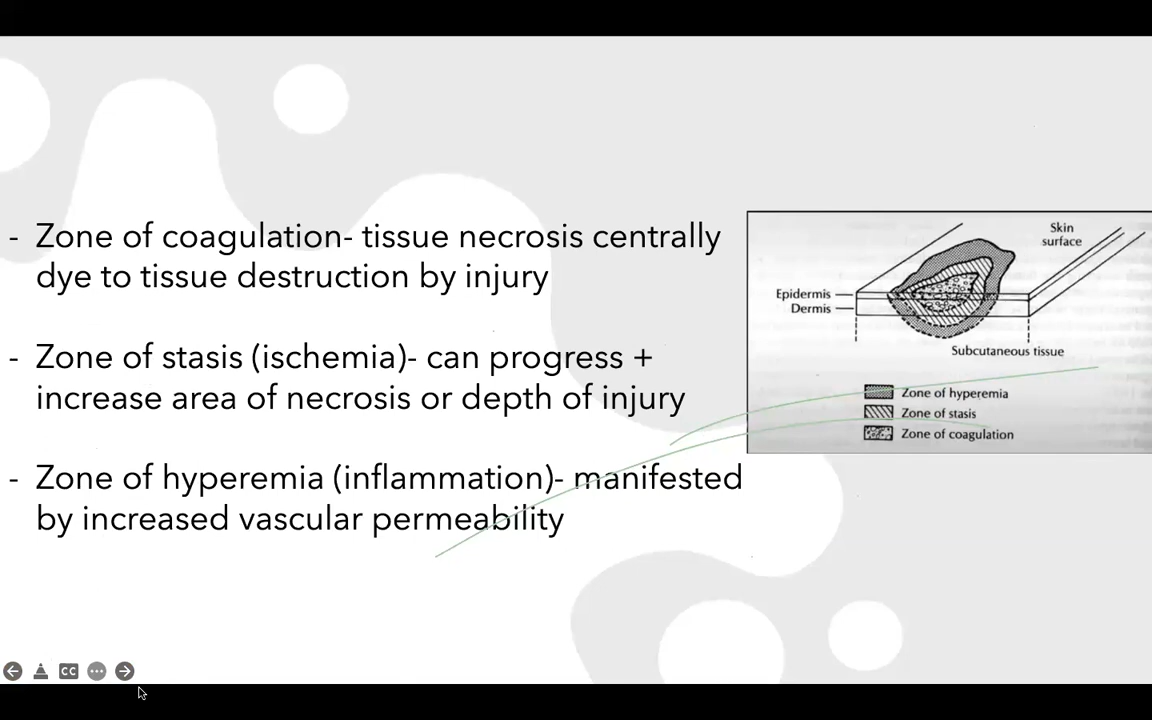 - Zone of coagulation- tissue necrosis centrally
dye to tissue destruction by injury
- Zone of stasis (ischemia)- can progress +
increase area of necrosis or depth of injury
- Zone of hyperemia (inflammation)- manifested
by increased vascular permeability
Skin
surface
Epidermis
Dermis
Subcutaneous tissue
Zone of hyperemia
Zone of stasis
Zone of coagulation
CC